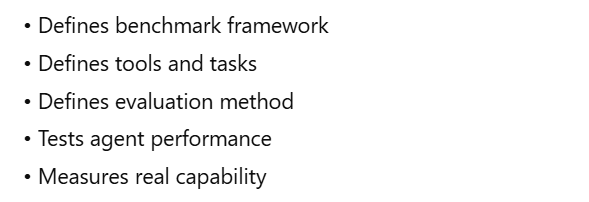 • Defines benchmark framework
• Defines tools and tasks
• Defines evaluation method
• Tests agent performance
• Measures real capability